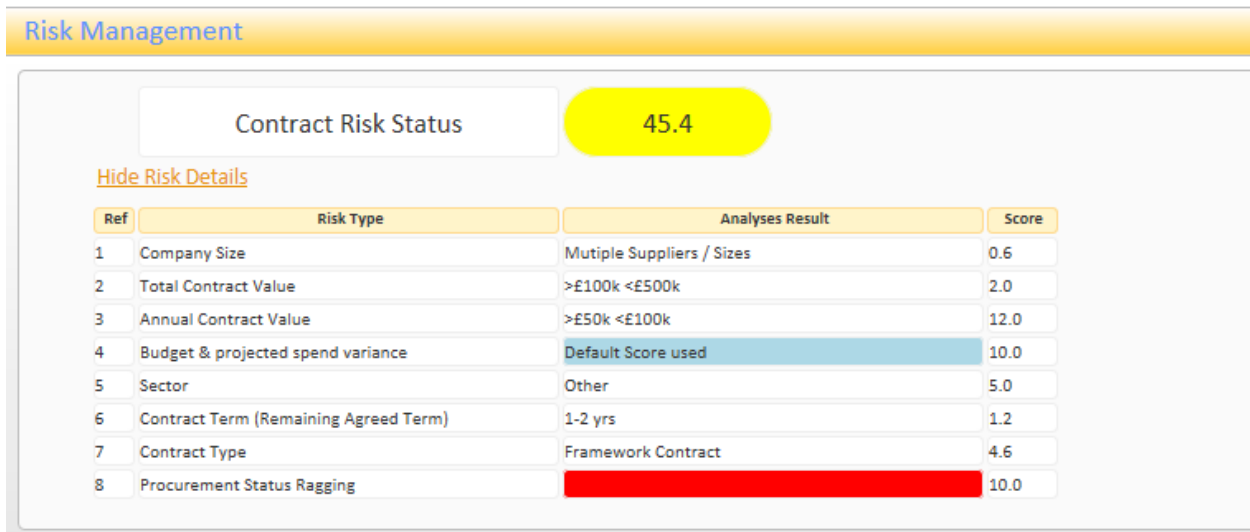 Risk Management
Contract Risk Status 45.4
Hide Risk Details
Ref Risk Type Analyses Result Score
1 Company Size Mutiple Suppliers / Sizes 0.6
2 Total Contract Value >£100k <£500k 2.0
3 Annual Contract Value >£50k <£100k 12.0
4 Budget & projected spend variance Default Score used 10.0
5 Sector Other 5.0
6 Contract Term (Remaining Agreed Term) 1-2 yrs 1.2
7 Contract Type Framework Contract 4.6
8 Procurement Status Ragging 10.0